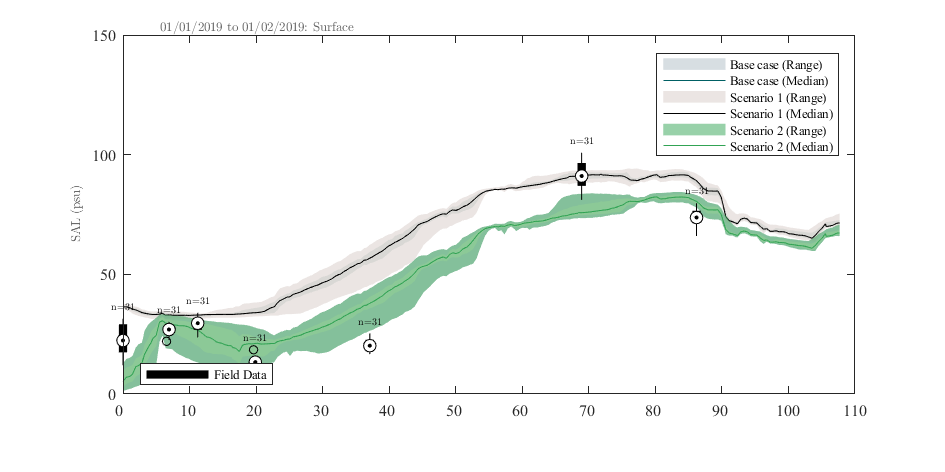 01/01/2019 to 01/02/2019: Surface
150
100
50
0
SAL (psu)
Base case (Range)
Base case (Median)
Scenario 1 (Range)
Scenario 1 (Median)
Scenario 2 (Range)
Scenario 2 (Median)
n=31
n=31
n=31
n=31
n=31
n=31
n=31
Field Data
0 10 20 30 40 50 60 70 80 90 100 110